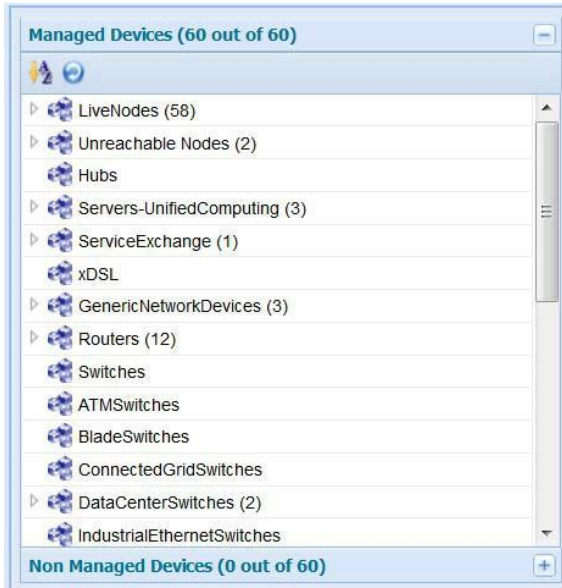 Managed Devices (60 out of 60)
LiveNodes (58)
Unreachable Nodes (2)
Hubs
Servers-UnifiedComputing (3)
ServiceExchange (1)
xDSL
GenericNetworkDevices (3)
Routers (12)
Switches
ATMSwitches
BladeSwitches
ConnectedGridSwitches
DataCenterSwitches (2)
IndustrialEthernetSwitches
Non Managed Devices (0 out of 60)